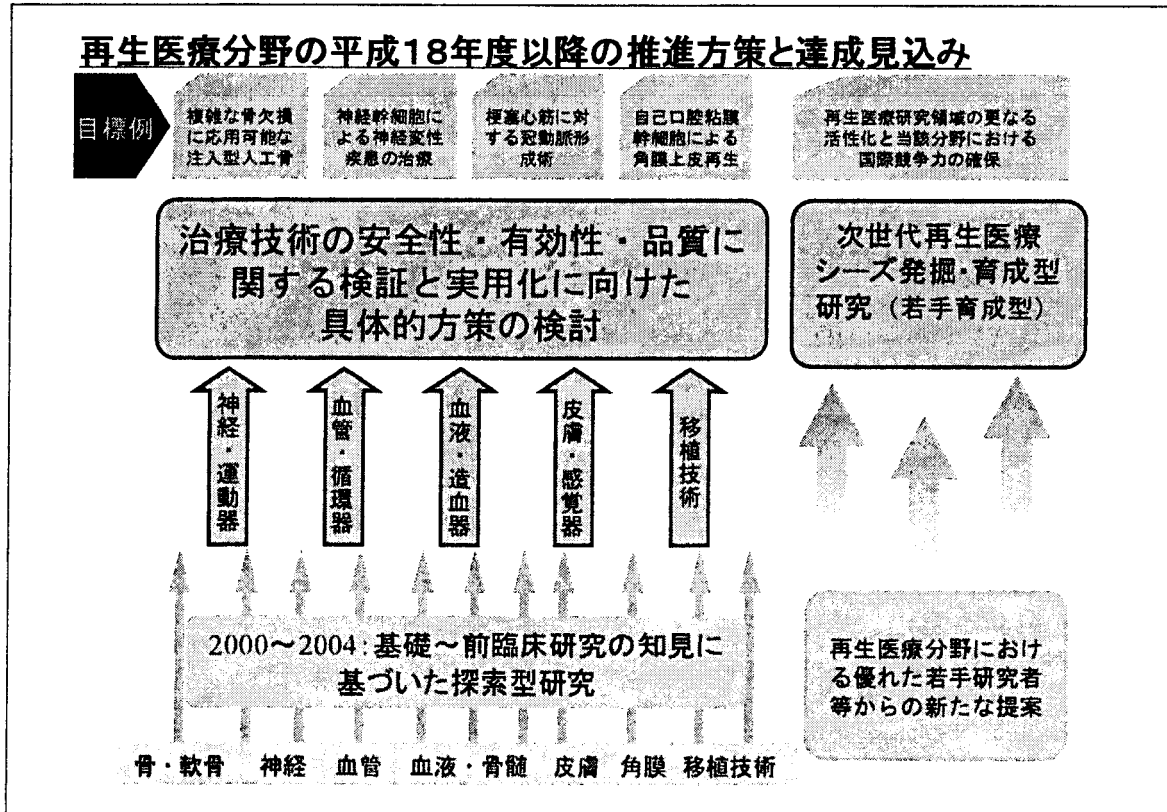 再生医療分野の平成18年度以降の推進方策と達成見込み
目標例
複雑な骨欠損
に応用可能な
注入型人工骨
神経幹細胞に
よる神経変性
疾患の治療
梗塞心筋に対
する冠動脈形
成術
自己口腔粘膜
幹細胞による
角膜上皮再生
再生医療研究領域の更なる
活性化と当該分野における
国際競争力の確保
治療技術の安全性・有効性・品質に
関する検証と実用化に向けた
具体的方策の検討
次世代再生医療
シーズ発掘・育成型
研究（若手育成型）
神経・運動器
血管・循環器
血液・造血器
皮膚・感覚器
移植技術
2000～2004：基礎～前臨床研究の知見に
基づいた探索型研究
再生医療分野におけ
る優れた若手研究者
等からの新たな提案
骨・軟骨 神経 血管 血液・骨髄 皮膚 角膜 移植技術